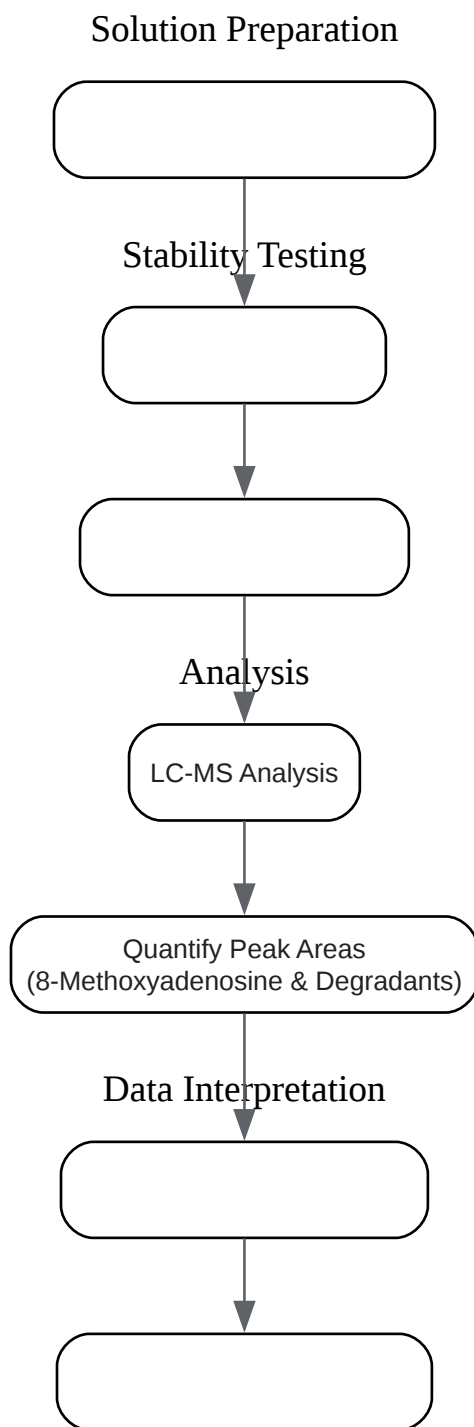 Solution Preparation
Stability Testing
Analysis
LC-MS Analysis
Quantify Peak Areas
(8-Methoxyadenosine & Degradants)
Data Interpretation